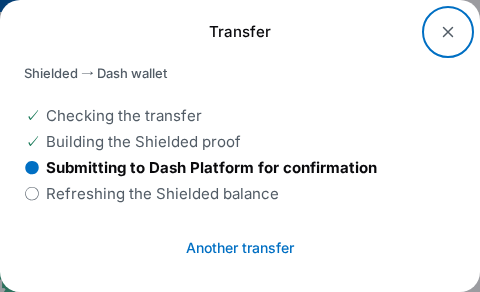 Transfer
Shielded → Dash wallet
✓ Checking the transfer
✓ Building the Shielded proof
Submitting to Dash Platform for confirmation
Refreshing the Shielded balance
Another transfer